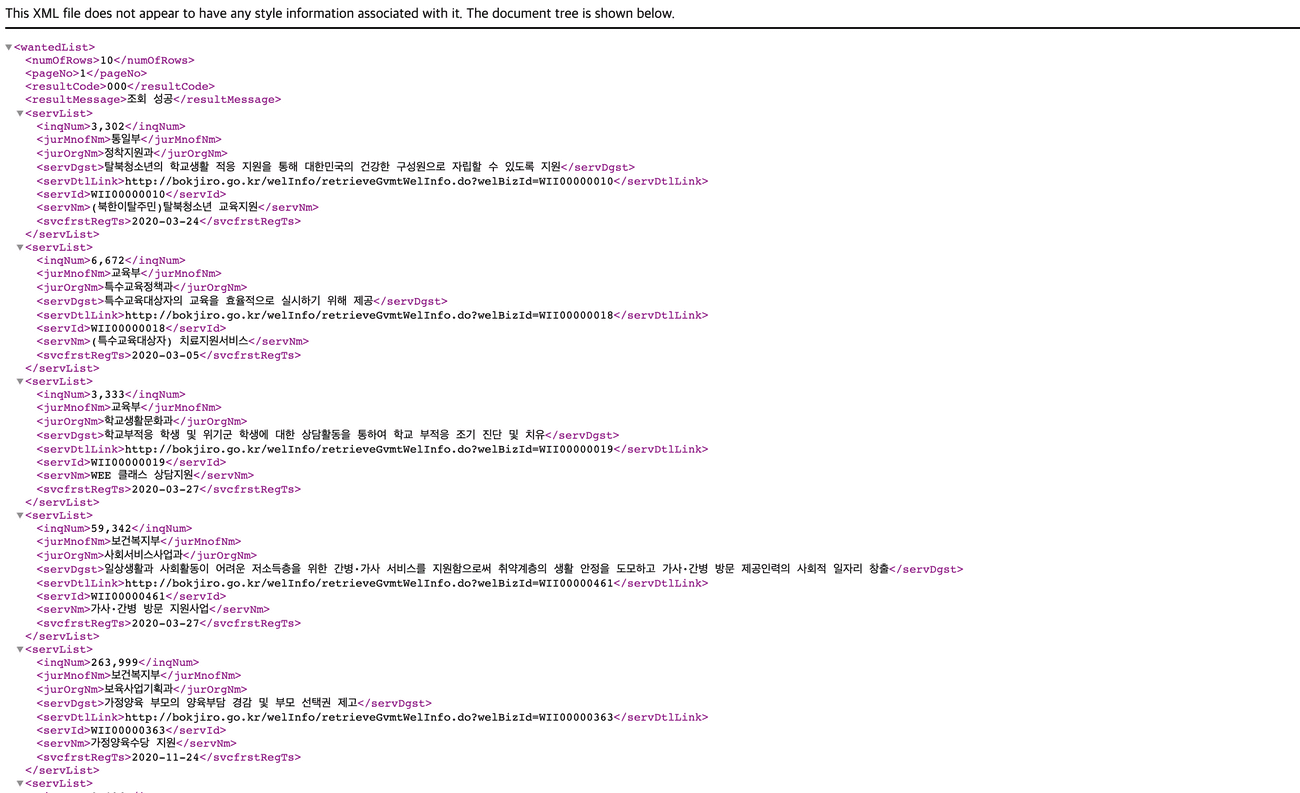 This XML file does not appear to have any style information associated with it. The document tree is shown below.
▼<wantedList>
<numOfRows>10</numOfRows>
<pageNo>1</pageNo>
<resultCode>000</resultCode>
<resultMessage>조회 성공</resultMessage>
▼<servList>
<inqNum>3,302</inqNum>
<jurMnofNm>통일부</jurMnofNm>
<jurOrgNm>정착지원과</jurOrgNm>
<servDgst>탈북청소년의 학교생활 적응 지원을 통해 대한민국의 건강한 구성원으로 자립할 수 있도록 지원</servDgst>
<servDtlLink>http://bokjiro.go.kr/welInfo/retrieveGvmtWelInfo.do?welBizId=WII00000010</servDtlLink>
<servId>WII00000010</servId>
<servNm>(북한이탈주민)탈북청소년 교육지원</servNm>
<svcfrstRegTs>2020-03-24</svcfrstRegTs>
</servList>
▼<servList>
<inqNum>6,672</inqNum>
<jurMnofNm>교육부</jurMnofNm>
<jurOrgNm>특수교육정책과</jurOrgNm>
<servDgst>특수교육대상자의 교육을 효율적으로 실시하기 위해 제공</servDgst>
<servDtlLink>http://bokjiro.go.kr/welInfo/retrieveGvmtWelInfo.do?welBizId=WII00000018</servDtlLink>
<servId>WII00000018</servId>
<servNm>(특수교육대상자) 치료지원서비스</servNm>
<svcfrstRegTs>2020-03-05</svcfrstRegTs>
</servList>
▼<servList>
<inqNum>3,333</inqNum>
<jurMnofNm>교육부</jurMnofNm>
<jurOrgNm>학교생활문화과</jurOrgNm>
<servDgst>학교부적응 학생 및 위기군 학생에 대한 상담활동을 통하여 학교 부적응 조기 진단 및 치유</servDgst>
<servDtlLink>http://bokjiro.go.kr/welInfo/retrieveGvmtWelInfo.do?welBizId=WII00000019</servDtlLink>
<servId>WII00000019</servId>
<servNm>WEE 클래스 상담지원</servNm>
<svcfrstRegTs>2020-03-27</svcfrstRegTs>
</servList>
▼<servList>
<inqNum>59,342</inqNum>
<jurMnofNm>보건복지부</jurMnofNm>
<jurOrgNm>사회서비스사업과</jurOrgNm>
<servDgst>일상생활과 사회활동이 어려운 저소득층을 위한 간병·가사 서비스를 지원함으로써 취약계층의 생활 안정을 도모하고 가사·간병 방문 제공인력의 사회적 일자리 창출</servDgst>
<servDtlLink>http://bokjiro.go.kr/welInfo/retrieveGvmtWelInfo.do?welBizId=WII00000461</servDtlLink>
<servId>WII00000461</servId>
<servNm>가사·간병 방문 지원사업</servNm>
<svcfrstRegTs>2020-03-27</svcfrstRegTs>
</servList>
▼<servList>
<inqNum>263,999</inqNum>
<jurMnofNm>보건복지부</jurMnofNm>
<jurOrgNm>보육사업기획과</jurOrgNm>
<servDgst>가정양육 부모의 양육부담 경감 및 부모 선택권 제고</servDgst>
<servDtlLink>http://bokjiro.go.kr/welInfo/retrieveGvmtWelInfo.do?welBizId=WII00000363</servDtlLink>
<servId>WII00000363</servId>
<servNm>가정양육수당 지원</servNm>
<svcfrstRegTs>2020-11-24</svcfrstRegTs>
</servList>
▼<servList>